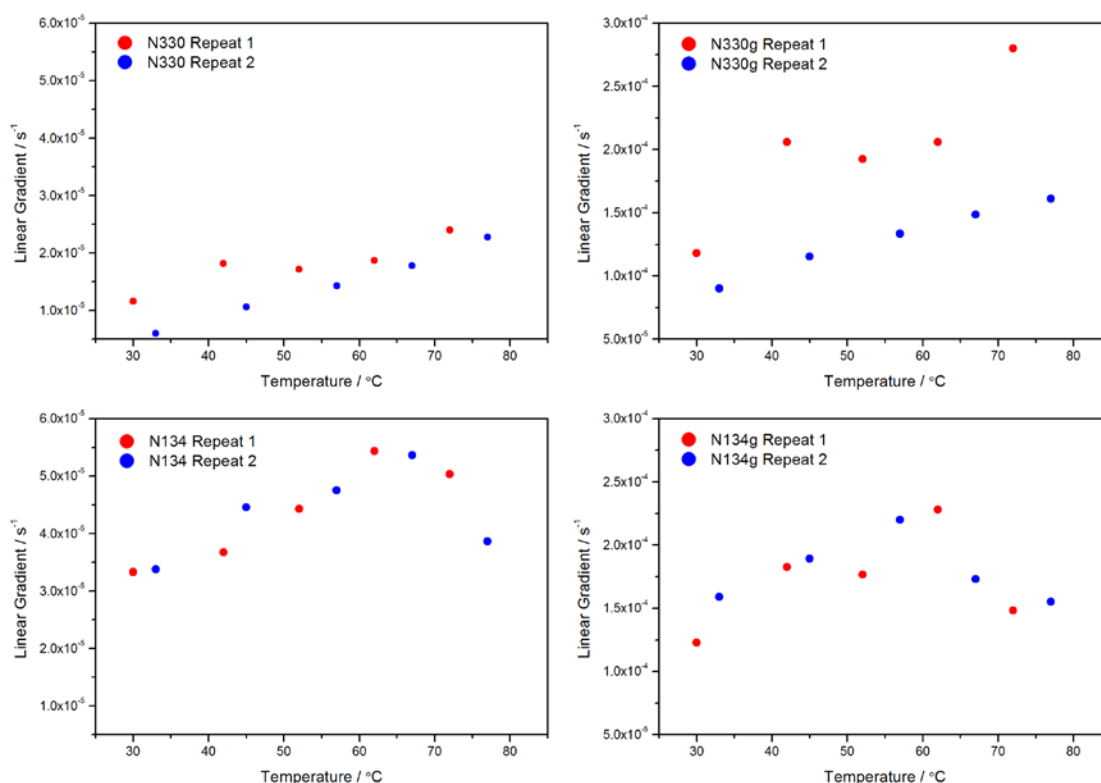 6.0x10⁻⁵
5.0x10⁻⁵
4.0x10⁻⁵
3.0x10⁻⁵
2.0x10⁻⁵
1.0x10⁻⁵
Linear Gradient / s⁻¹
N330 Repeat 1
N330 Repeat 2
30 40 50 60 70 80
Temperature / °C
3.0x10⁻⁴
2.5x10⁻⁴
2.0x10⁻⁴
1.5x10⁻⁴
1.0x10⁻⁴
5.0x10⁻⁵
Linear Gradient / s⁻¹
N330g Repeat 1
N330g Repeat 2
30 40 50 60 70 80
Temperature / °C
6.0x10⁻⁵
5.0x10⁻⁵
4.0x10⁻⁵
3.0x10⁻⁵
2.0x10⁻⁵
1.0x10⁻⁵
Linear Gradient / s⁻¹
N134 Repeat 1
N134 Repeat 2
30 40 50 60 70 80
Temperature / °C
3.0x10⁻⁴
2.5x10⁻⁴
2.0x10⁻⁴
1.5x10⁻⁴
1.0x10⁻⁴
5.0x10⁻⁵
Linear Gradient / s⁻¹
N134g Repeat 1
N134g Repeat 2
30 40 50 60 70 80
Temperature / °C